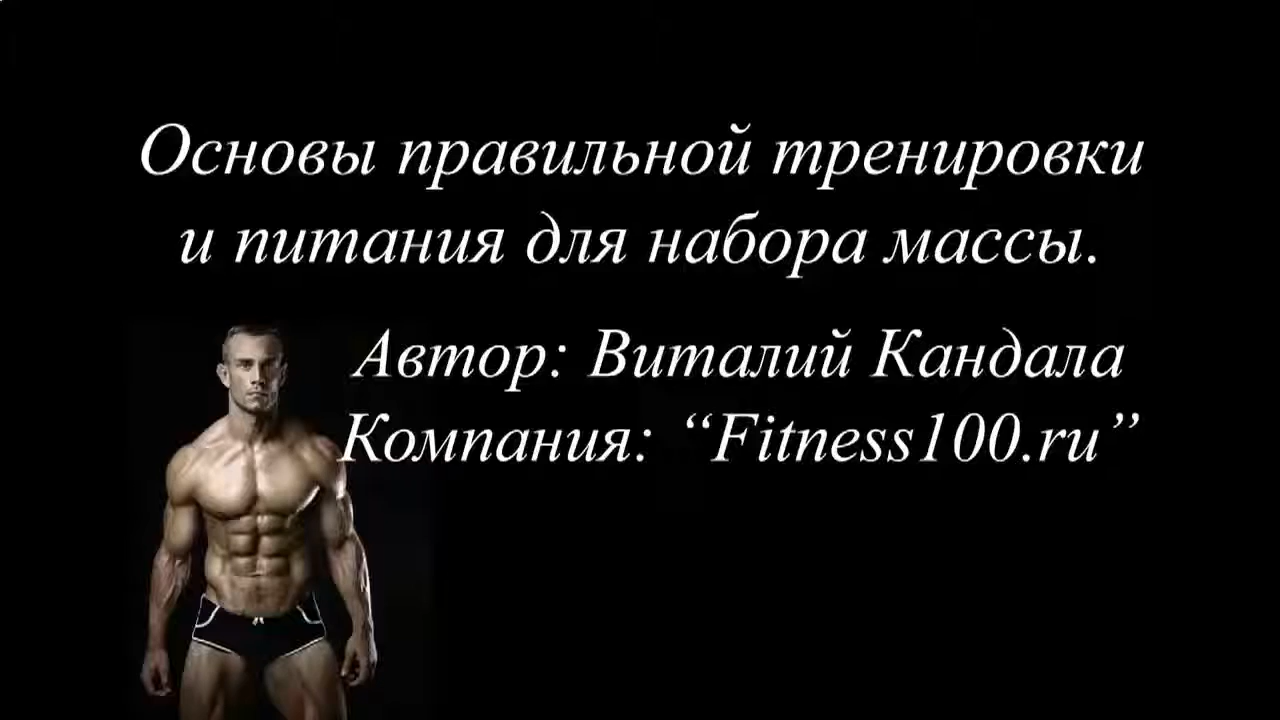 Основы правильной тренировки
и питания для набора массы.
Автор: Виталий Кандала
Компания: “Fitness100.ru”